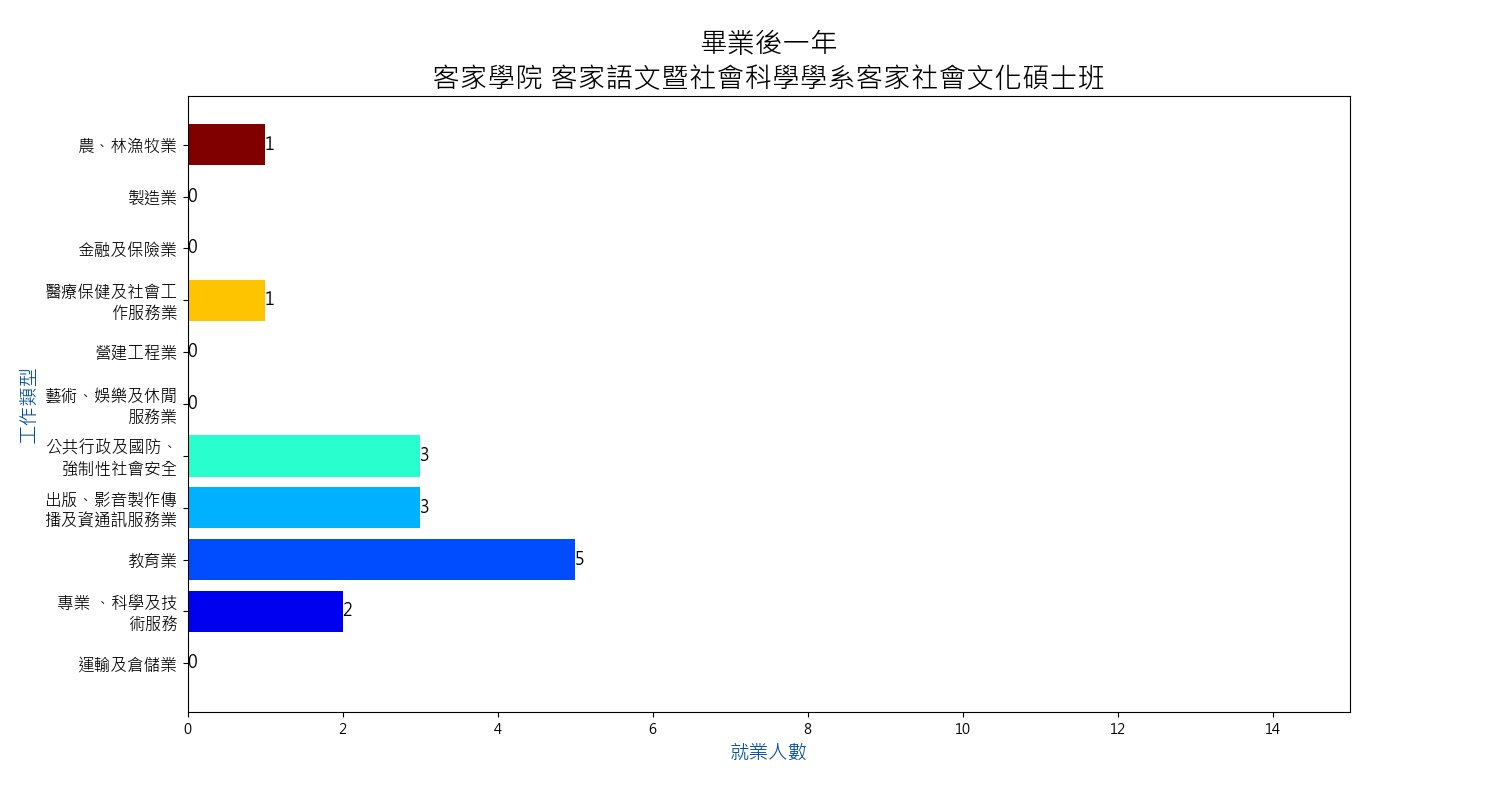 畢業後一年
客家學院 客家語文暨社會科學學系客家社會文化碩士班
農、林漁牧業
1
製造業
0
金融及保險業
0
醫療保健及社會工
作服務業
1
營建工程業
0
藝術、娛樂及休閒
服務業
0
公共行政及國防、
強制性社會安全
3
出版、影音製作傳
播及資通訊服務業
3
教育業
5
專業 、科學及技
術服務
2
運輸及倉儲業
0
工作類型
0 2 4 6 8 10 12 14
就業人數